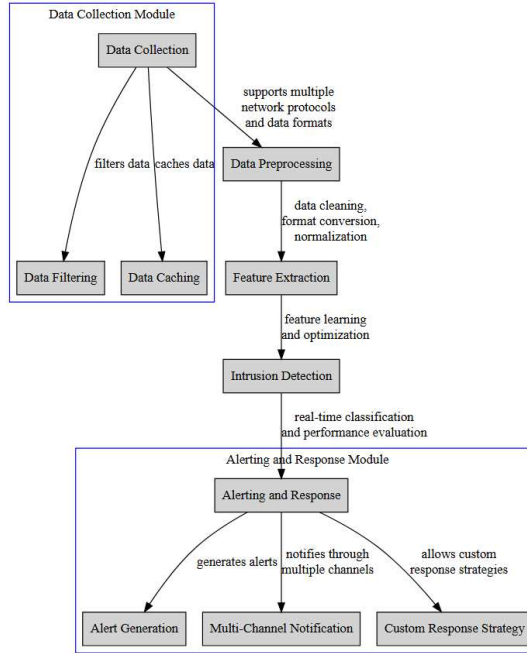 Data Collection Module
Data Collection
supports multiple
network protocols
and data formats
filters data
caches data
Data Preprocessing
data cleaning,
format conversion,
normalization
Data Filtering
Data Caching
Feature Extraction
feature learning
and optimization
Intrusion Detection
real-time classification
and performance evaluation
Alerting and Response Module
Alerting and Response
generates alerts
notifies through
multiple channels
allows custom
response strategies
Alert Generation
Multi-Channel Notification
Custom Response Strategy